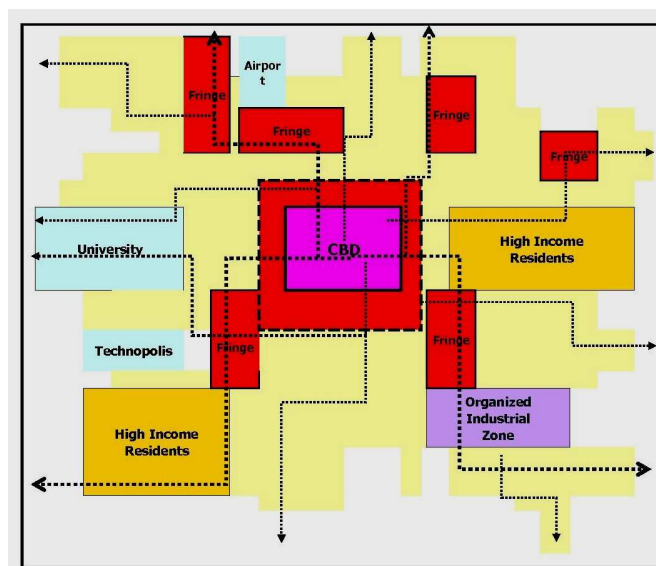 Airpor
t
Fringe
Fringe
Fringe
Fringe
CBD
University
High Income
Residents
Fringe
Fringe
Technopolis
High Income
Residents
Organized
Industrial
Zone